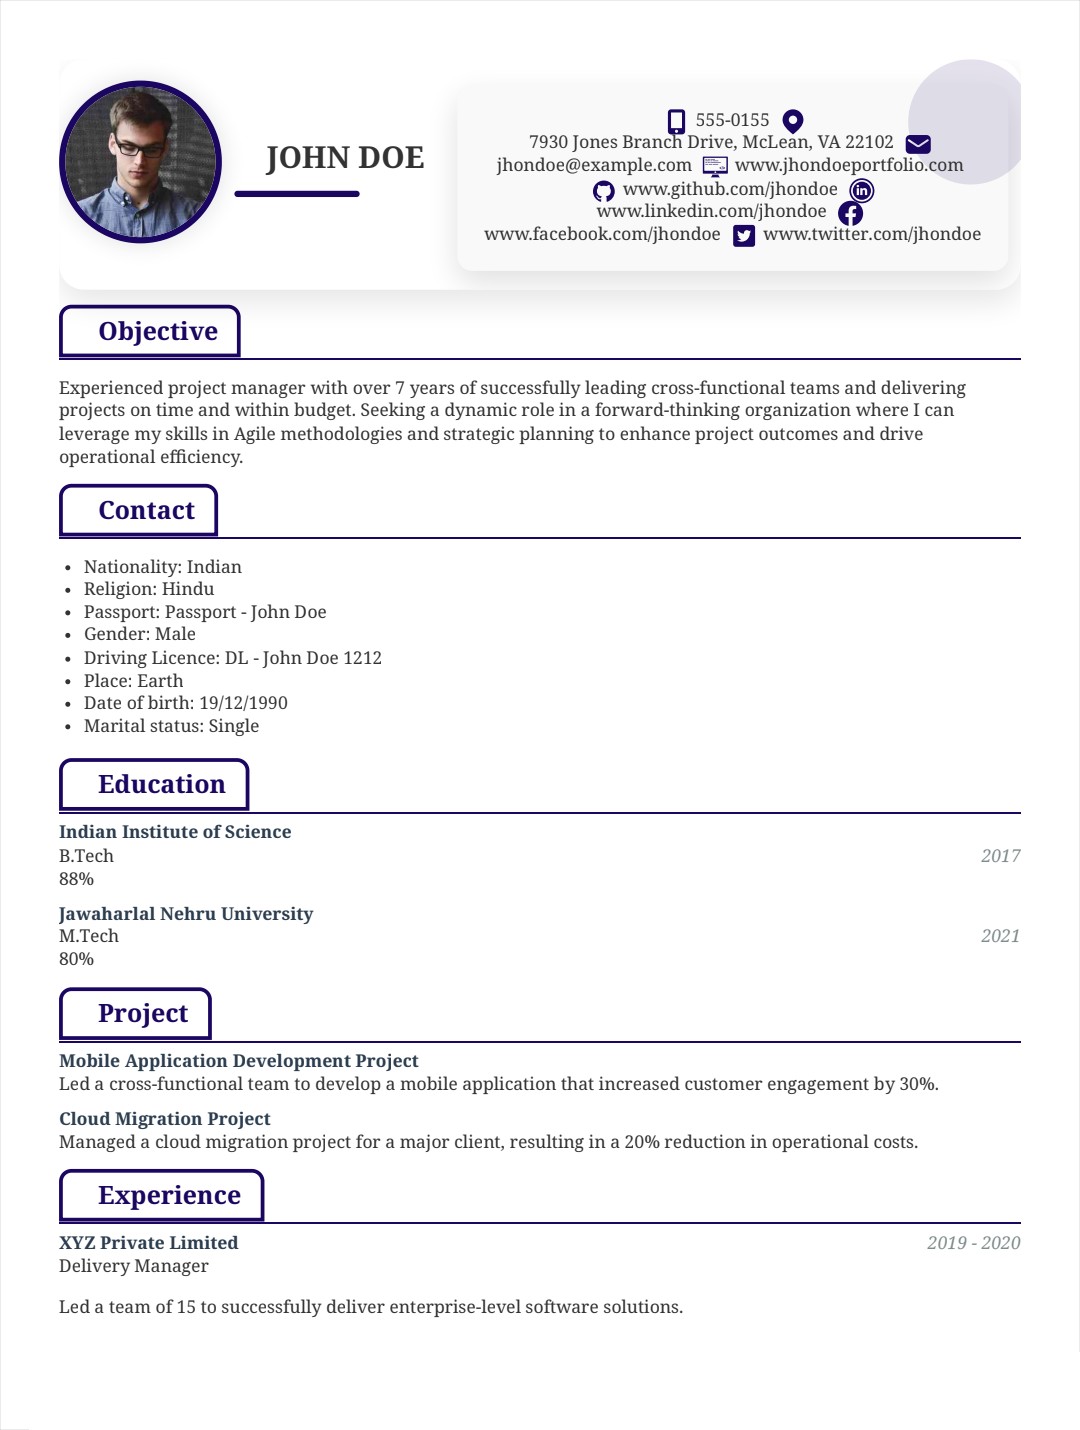 JOHN DOE
555-0155
7930 Jones Branch Drive, McLean, VA 22102
jhondoe@example.com www.jhondoeportfolio.com
www.github.com/jhondoe
www.linkedin.com/jhondoe
www.facebook.com/jhondoe www.twitter.com/jhondoe
Objective
Experienced project manager with over 7 years of successfully leading cross-functional teams and delivering
projects on time and within budget. Seeking a dynamic role in a forward-thinking organization where I can
leverage my skills in Agile methodologies and strategic planning to enhance project outcomes and drive
operational efficiency.
Contact
• Nationality: Indian
• Religion: Hindu
• Passport: Passport - John Doe
• Gender: Male
• Driving Licence: DL - John Doe 1212
• Place: Earth
• Date of birth: 19/12/1990
• Marital status: Single
Education
Indian Institute of Science
B.Tech 2017
88%
Jawaharlal Nehru University
M.Tech 2021
80%
Project
Mobile Application Development Project
Led a cross-functional team to develop a mobile application that increased customer engagement by 30%.
Cloud Migration Project
Managed a cloud migration project for a major client, resulting in a 20% reduction in operational costs.
Experience
XYZ Private Limited 2019 - 2020
Delivery Manager
Led a team of 15 to successfully deliver enterprise-level software solutions.